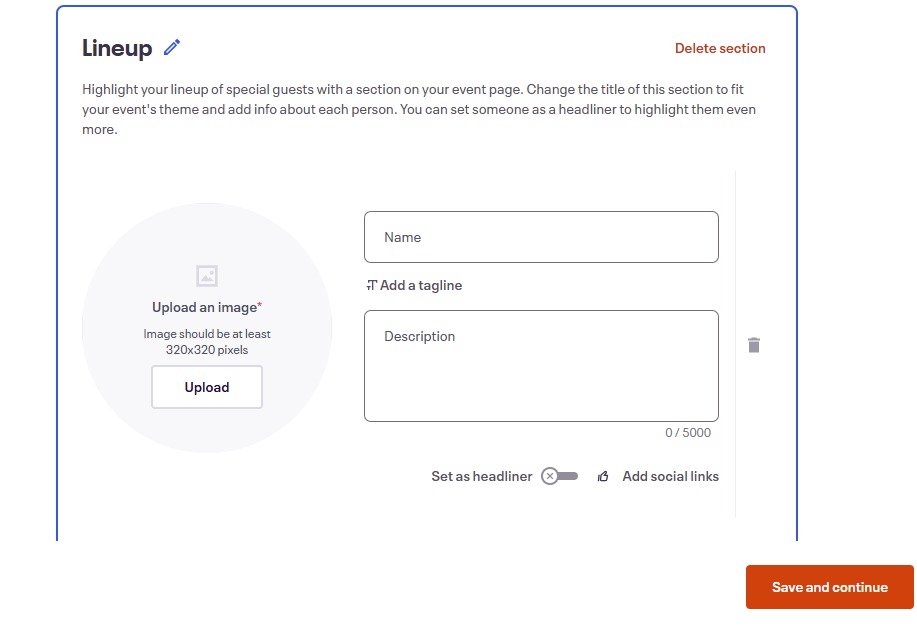 Lineup
Delete section
Highlight your lineup of special guests with a section on your event page. Change the title of this section to fit
your event's theme and add info about each person. You can set someone as a headliner to highlight them even
more.
Upload an image*
Image should be at least
320x320 pixels
Upload
Name
Add a tagline
Description
0 / 5000
Set as headliner
Add social links
Save and continue